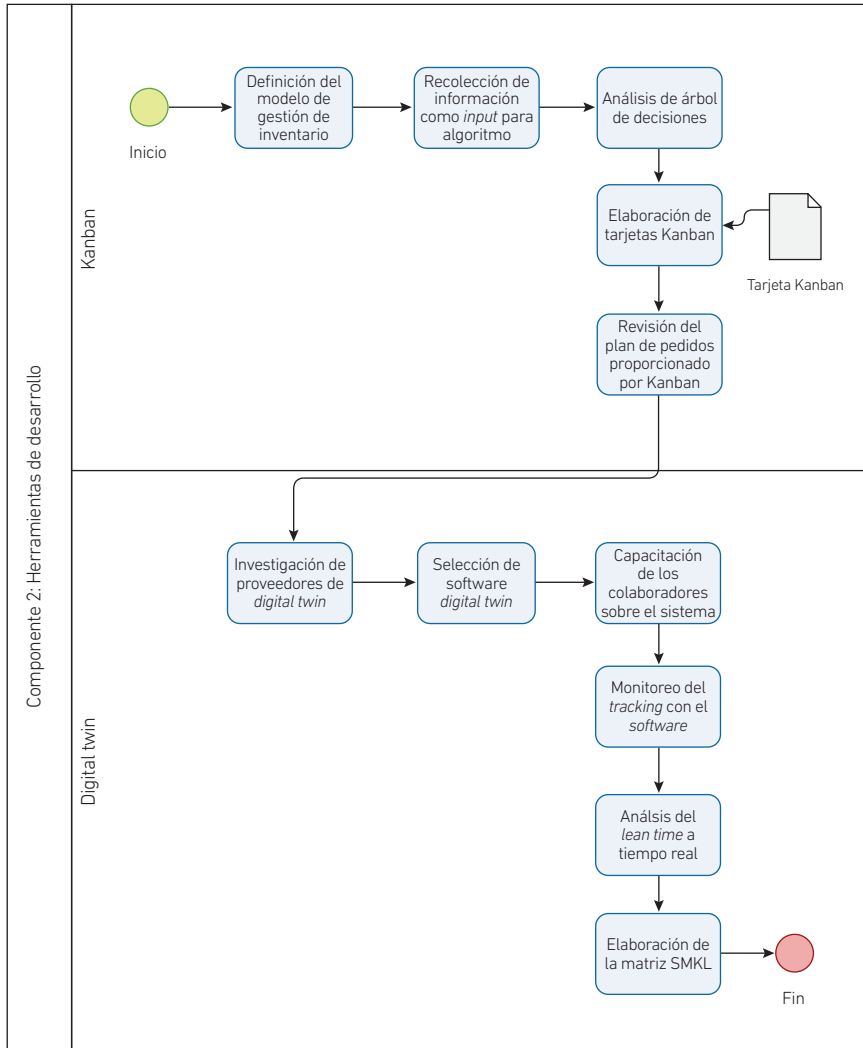 Componente 2: Herramientas de desarrollo
Kanban
Inicio
Definición del
modelo de
gestión de
inventario
Recolección de
información
como input para
algoritmo
Análisis de árbol
de decisiones
Elaboración de
tarjetas Kanban
Tarjeta Kanban
Revisión del
plan de pedidos
proporcionado
por Kanban
Digital twin
Investigación de
proveedores de
digital twin
Selección de
software
digital twin
Capacitación
de los
colaboradores
sobre el sistema
Monitoreo del
tracking con el
software
Análsis del
lean time a
tiempo real
Elaboración de
la matriz SMKL
Fin